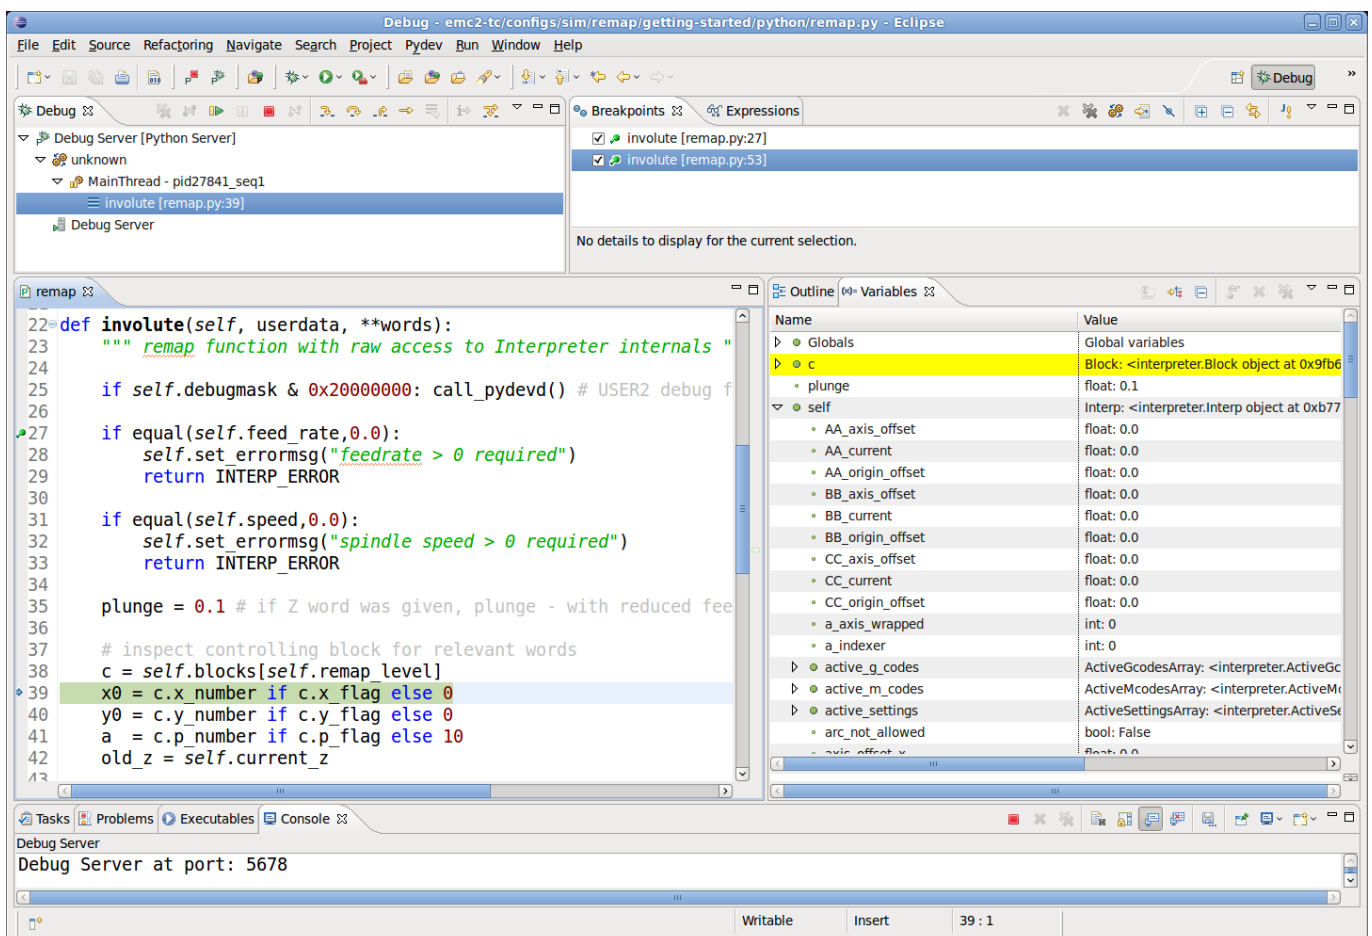 Debug - emc2-tc/configs/sim/remap/getting-started/python/remap.py - Eclipse
File Edit Source Refactoring Navigate Search Project Pydev Run Window Help
Debug
»
Debug
Debug Server [Python Server]
unknown
MainThread - pid27841_seq1
involute [remap.py:39]
Debug Server
Breakpoints
Expressions
involute [remap.py:27]
involute [remap.py:53]
No details to display for the current selection.
remap
22 def involute(self, userdata, **words):
23 """ remap function with raw access to Interpreter internals "
24
25 if self.debugmask & 0x20000000: call_pydevd() # USER2 debug f
26
27 if equal(self.feed_rate,0.0):
28 self.set_errormsg("feedrate > 0 required")
29 return INTERP_ERROR
30
31 if equal(self.speed,0.0):
32 self.set_errormsg("spindle speed > 0 required")
33 return INTERP_ERROR
34
35 plunge = 0.1 # if Z word was given, plunge - with reduced fee
36
37 # inspect controlling block for relevant words
38 c = self.blocks[self.remap_level]
39 x0 = c.x_number if c.x_flag else 0
40 y0 = c.y_number if c.y_flag else 0
41 a = c.p_number if c.p_flag else 10
42 old_z = self.current_z
43
Outline
Variables
Name Value
Globals Global variables
c Block: <interpreter.Block object at 0x9fb6
plunge float: 0.1
self Interp: <interpreter.Interp object at 0xb77
AA_axis_offset float: 0.0
AA_current float: 0.0
AA_origin_offset float: 0.0
BB_axis_offset float: 0.0
BB_current float: 0.0
BB_origin_offset float: 0.0
CC_axis_offset float: 0.0
CC_current float: 0.0
CC_origin_offset float: 0.0
a_axis_wrapped int: 0
a_indexer int: 0
active_g_codes ActiveGcodesArray: <interpreter.ActiveGc
active_m_codes ActiveMcodesArray: <interpreter.ActiveMc
active_settings ActiveSettingsArray: <interpreter.ActiveSe
arc_not_allowed bool: False
axis_offset_x float: 0.0
Tasks Problems Executables Console
Debug Server
Debug Server at port: 5678
Writable Insert 39 : 1